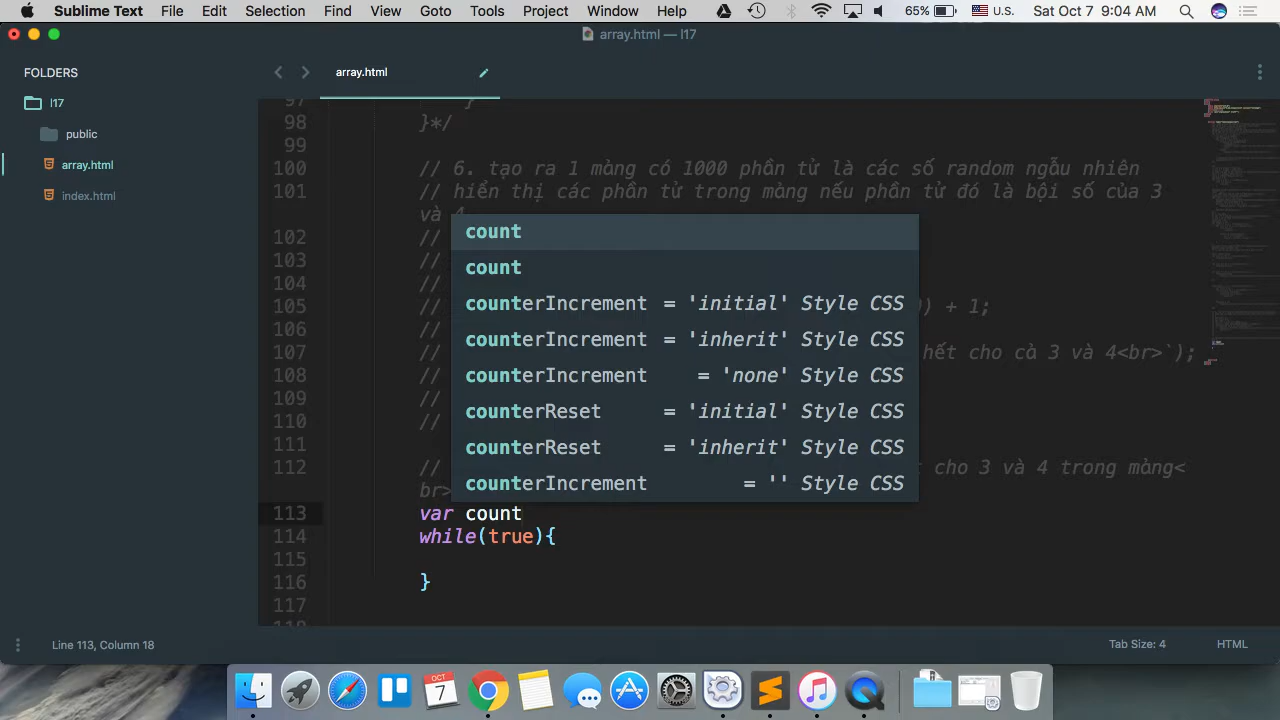 Sublime Text File Edit Selection Find View Goto Tools Project Window Help 65% U.S. Sat Oct 7 9:04 AM
array.html — l17
FOLDERS
l17
public
array.html
index.html
array.html
97 }
98 }*/
99
100 // 6. tạo ra 1 mảng có 1000 phần tử là các số random ngẫu nhiên
101 // hiển thị các phần tử trong mảng nếu phần tử đó là bội số của 3
và 4
102 //
103 //
104 //
105 // ) + 1;
106 //
107 // hết cho cả 3 và 4<br>`);
108 //
109 //
110 //
111
112 // t cho 3 và 4 trong mảng<
br>
113 var count
114 while(true){
115
116 }
117
count
count
counterIncrement = 'initial' Style CSS
counterIncrement = 'inherit' Style CSS
counterIncrement = 'none' Style CSS
counterReset = 'initial' Style CSS
counterReset = 'inherit' Style CSS
counterIncrement = '' Style CSS
Line 113, Column 18 Tab Size: 4 HTML
OCT
7